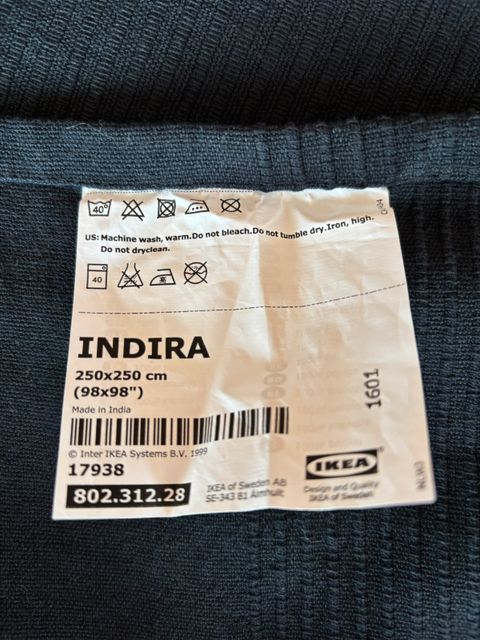 40°
US: Machine wash, warm.Do not bleach.Do not tumble dry.Iron, high.
Do not dryclean.
40
INDIRA
250x250 cm
(98x98")
Made in India
© Inter IKEA Systems B.V. 1999
17938
802.312.28
IKEA of Sweden AB
SE-343 81 Älmhult
1601
IKEA
Design and Quality
IKEA of Sweden